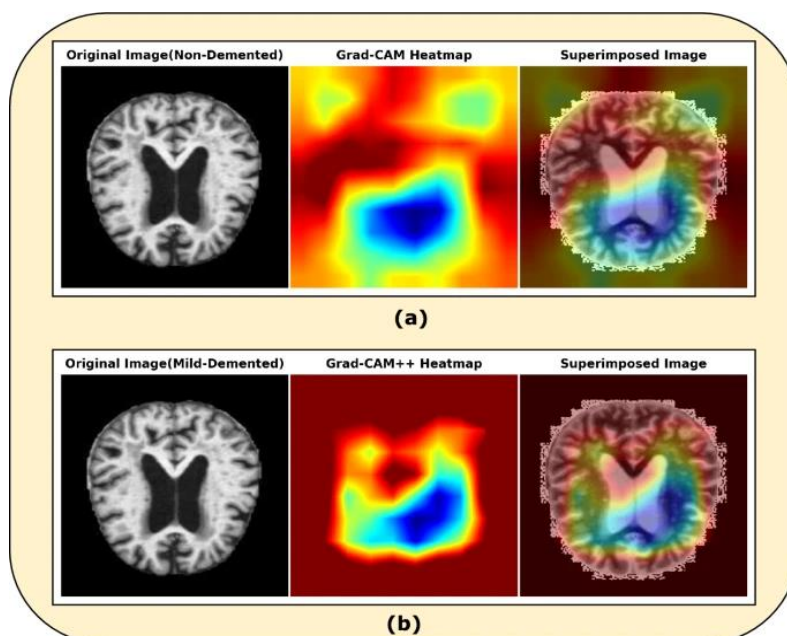 Original Image(Non-Demented) Grad-CAM Heatmap Superimposed Image
(a)
Original Image(Mild-Demented) Grad-CAM++ Heatmap Superimposed Image
(b)